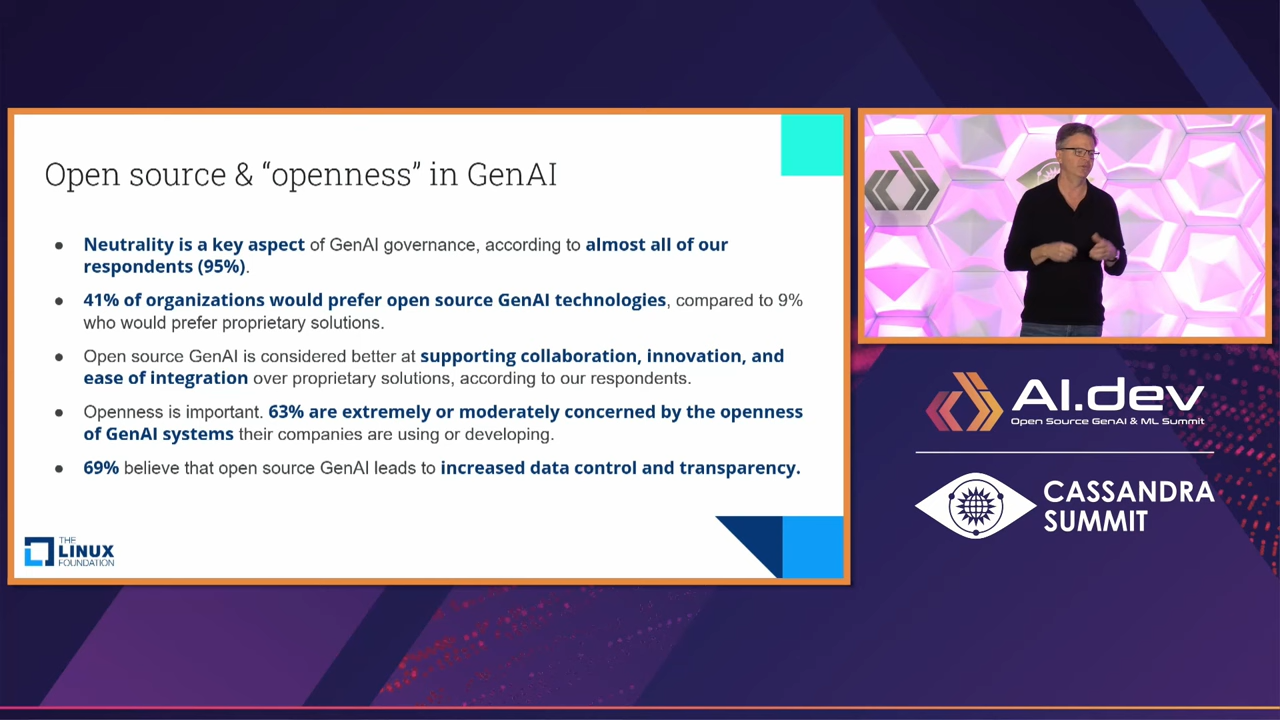 Open source & “openness” in GenAI
● Neutrality is a key aspect of GenAI governance, according to almost all of our
respondents (95%).
● 41% of organizations would prefer open source GenAI technologies, compared to 9%
who would prefer proprietary solutions.
● Open source GenAI is considered better at supporting collaboration, innovation, and
ease of integration over proprietary solutions, according to our respondents.
● Openness is important. 63% are extremely or moderately concerned by the openness
of GenAI systems their companies are using or developing.
● 69% believe that open source GenAI leads to increased data control and transparency.
THE
LINUX
FOUNDATION
AI.dev
Open Source GenAI & ML Summit
CASSANDRA
SUMMIT